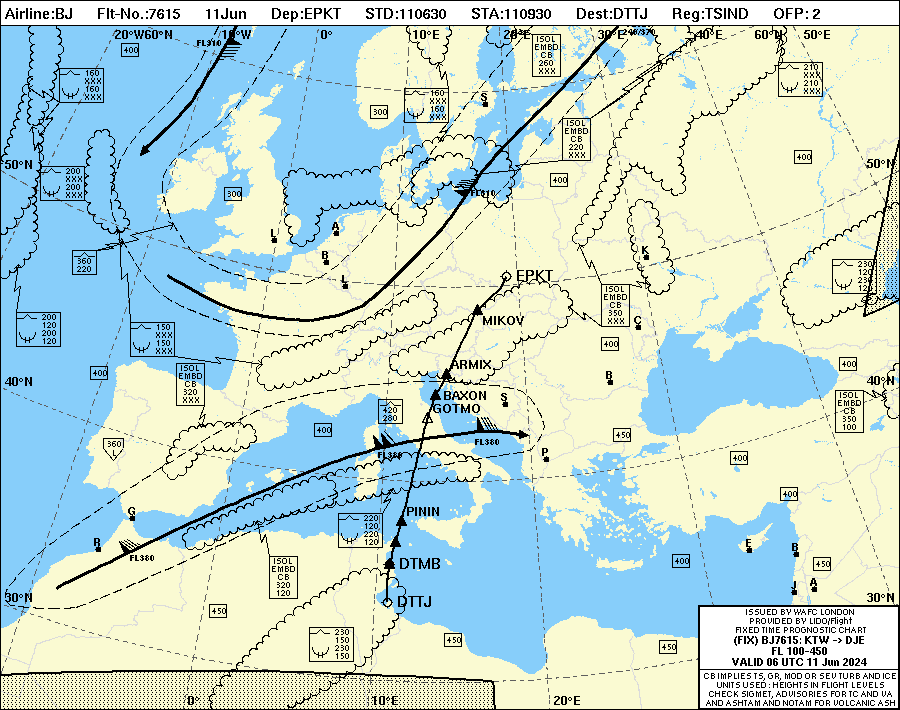 Airline:BJ Flt-No.:7615 11Jun Dep:EPKT STD:110630 STA:110930 Dest:DTTJ Reg:TSIND OFP: 2
20°W60°N 10°W 0° 10°E 20°E 30°E 40°E 60°N 50°E
FL310
400
ISOL
EMBD
CB
260
XXX
160
XXX
160
XXX
160
XXX
160
XXX
210
XXX
210
XXX
S
300
ISOL
EMBD
CB
220
XXX
50°N
400
50°N
200
XXX
200
XXX
400
300
FL310
L
A
B
L
K
360
220
230
120
230
120
EPKT
ISOL
EMBD
CB
350
XXX
200
120
200
120
150
XXX
150
XXX
MIKOV
C
400
ARMIX
400
400
ISOL
EMBD
CB
320
XXX
40°N
B
40°N
BAXON
S
GOTMO
420
280
ISOL
EMBD
CB
350
100
400
450
360
FL380
FL380
P
400
400
G
220
120
220
120
PININ
R
FL380
E
B
400
DTMB
450
ISOL
EMBD
CB
320
120
J
A
30°N
DTTJ
30°N
450
230
150
230
150
450
450
0° 10°E 20°E
ISSUED BY WAFC LONDON
PROVIDED BY LIDO/Flight
FIXED TIME PROGNOSTIC CHART
(FIX) BJ7615: KTW -> DJE
FL 100-450
VALID 06 UTC 11 Jun 2024
CB IMPLIES TS, GR, MOD OR SEV TURB AND ICE
UNITS USED: HEIGHTS IN FLIGHT LEVELS
CHECK SIGMET, ADVISORIES FOR TC AND VA
AND ASHTAM AND NOTAM FOR VOLCANIC ASH